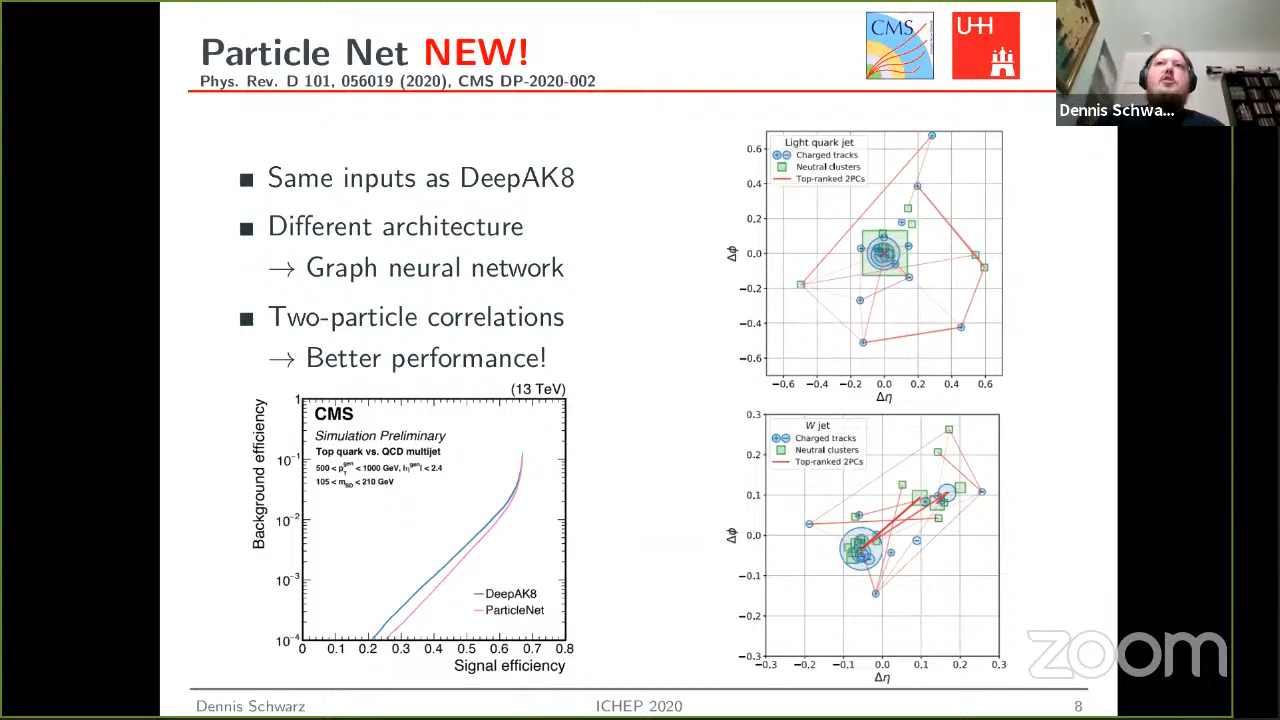 Particle Net NEW!
Phys. Rev. D 101, 056019 (2020), CMS DP-2020-002
CMS
UHH
Dennis Schwa...
Same inputs as DeepAK8
Different architecture
→ Graph neural network
Two-particle correlations
→ Better performance!
(13 TeV)
CMS
Simulation Preliminary
Top quark vs. QCD multijet
500 < p_T^gen < 1000 GeV, |η^gen| < 2.4
105 < m_SD < 210 GeV
DeepAK8
ParticleNet
Background efficiency
1
10⁻¹
10⁻²
10⁻³
10⁻⁴
0 0.1 0.2 0.3 0.4 0.5 0.6 0.7 0.8
Signal efficiency
Light quark jet
Charged tracks
Neutral clusters
Top-ranked 2PCs
Δϕ
0.6
0.4
0.2
0.0
−0.2
−0.4
−0.6
−0.6 −0.4 −0.2 0.0 0.2 0.4 0.6
Δη
W jet
Charged tracks
Neutral clusters
Top-ranked 2PCs
Δϕ
0.3
0.2
0.1
0.0
−0.1
−0.2
−0.3
−0.3 −0.2 −0.1 0.0 0.1 0.2 0.3
Δη
zoom
Dennis Schwarz
ICHEP 2020
8